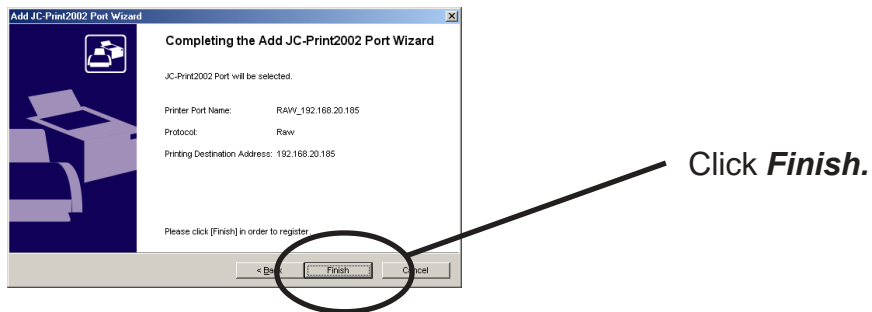 Add JC-Print2002 Port Wizard
Completing the Add JC-Print2002 Port Wizard
JC-Print2002 Port will be selected.
Printer Port Name: RAW_192.168.20.185
Protocol: Raw
Printing Destination Address: 192.168.20.185
Please click [Finish] in order to register.
< Back Finish Cancel
Click Finish.